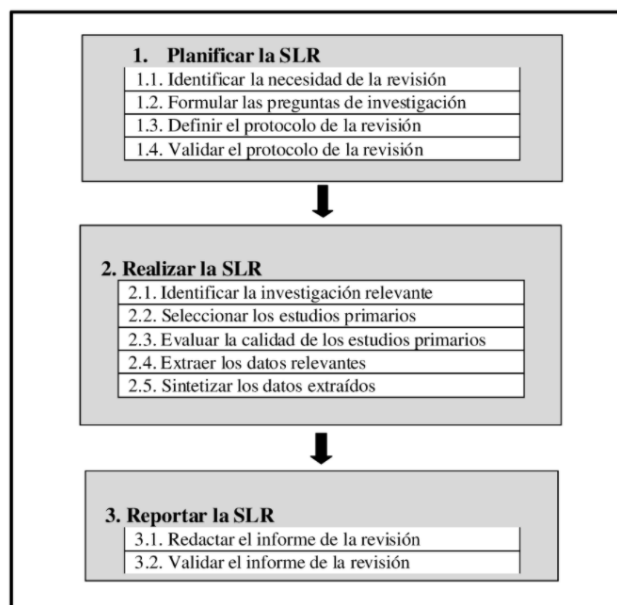 1. Planificar la SLR
1.1. Identificar la necesidad de la revisión
1.2. Formular las preguntas de investigación
1.3. Definir el protocolo de la revisión
1.4. Validar el protocolo de la revisión
2. Realizar la SLR
2.1. Identificar la investigación relevante
2.2. Seleccionar los estudios primarios
2.3. Evaluar la calidad de los estudios primarios
2.4. Extraer los datos relevantes
2.5. Sintetizar los datos extraídos
3. Reportar la SLR
3.1. Redactar el informe de la revisión
3.2. Validar el informe de la revisión